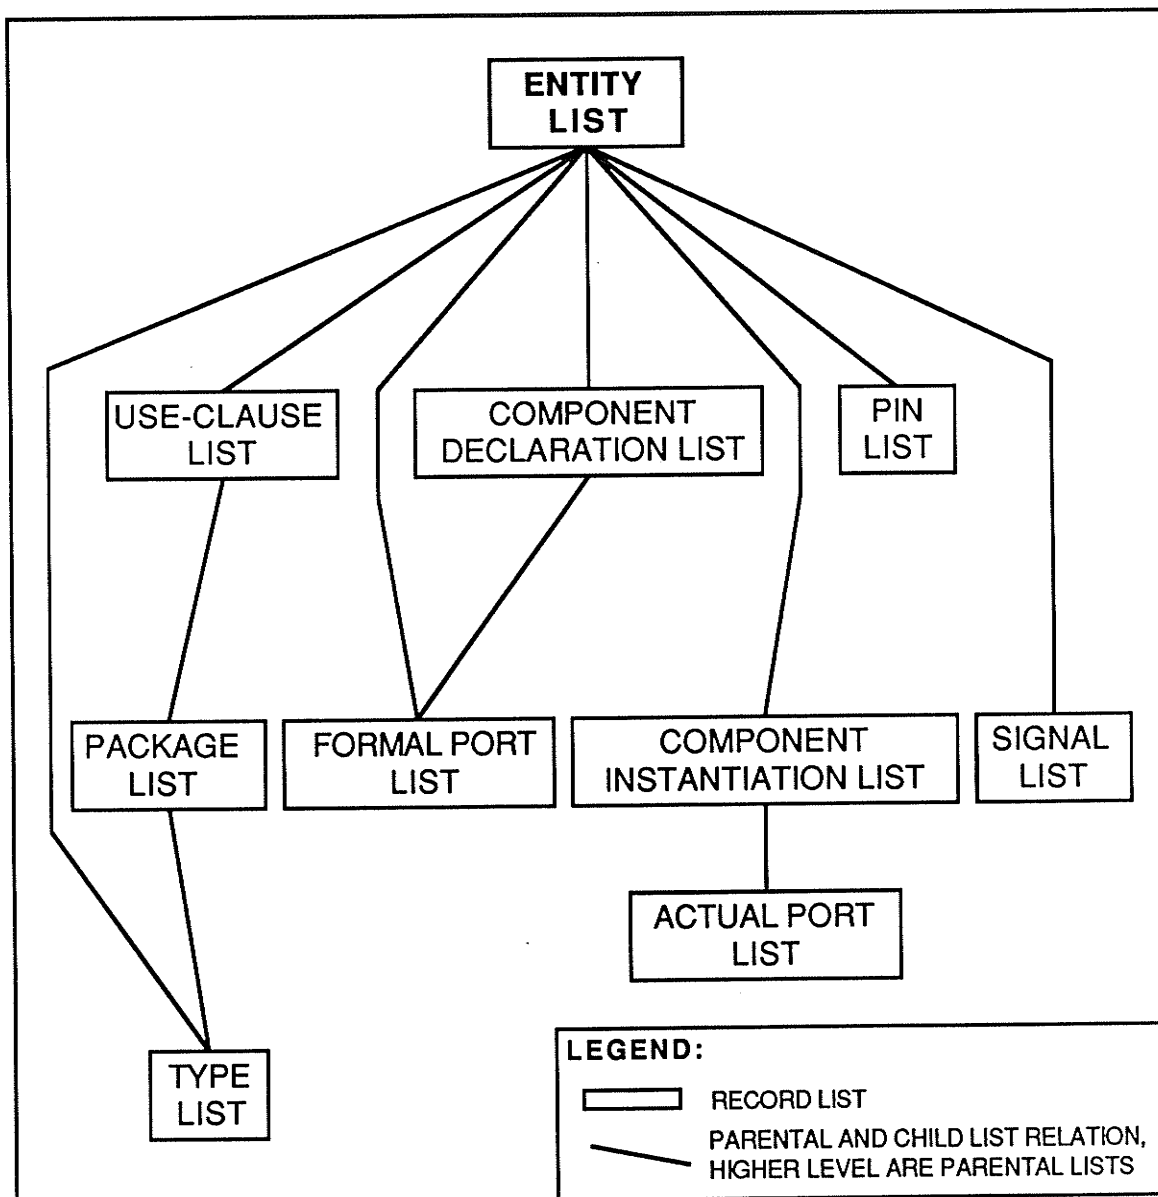 ENTITY
LIST
USE-CLAUSE
LIST
COMPONENT
DECLARATION LIST
PIN
LIST
PACKAGE
LIST
FORMAL PORT
LIST
COMPONENT
INSTANTIATION LIST
SIGNAL
LIST
ACTUAL PORT
LIST
TYPE
LIST
LEGEND:
RECORD LIST
PARENTAL AND CHILD LIST RELATION,
HIGHER LEVEL ARE PARENTAL LISTS